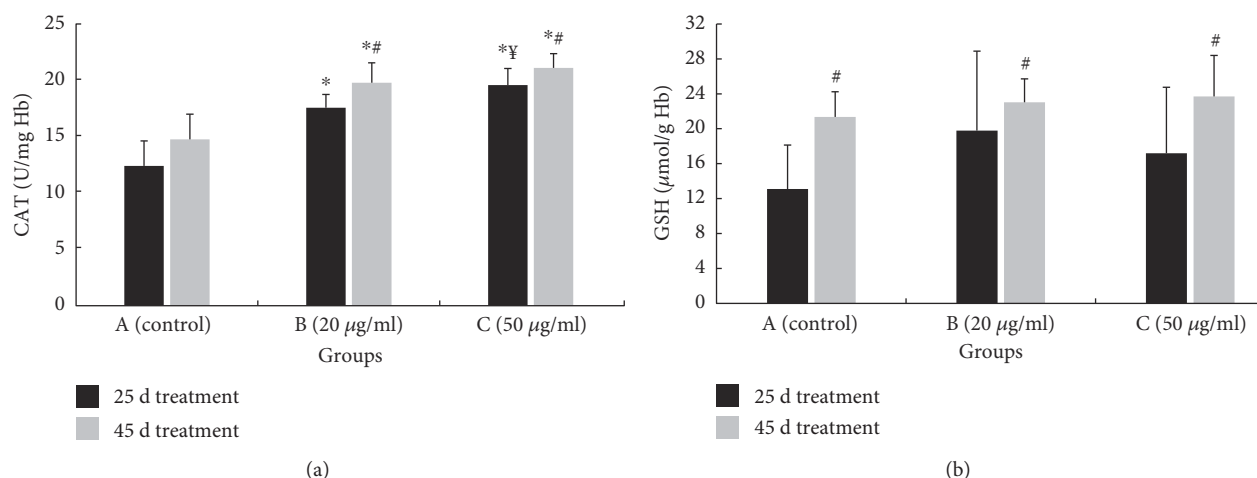 25
20
15
10
5
0
CAT (U/mg Hb)
*
*#
*¥
*#
A (control)
B (20 μg/ml)
C (50 μg/ml)
Groups
25 d treatment
45 d treatment
(a)
32
28
24
20
16
12
8
4
0
GSH (μmol/g Hb)
#
#
#
A (control)
B (20 μg/ml)
C (50 μg/ml)
Groups
25 d treatment
45 d treatment
(b)